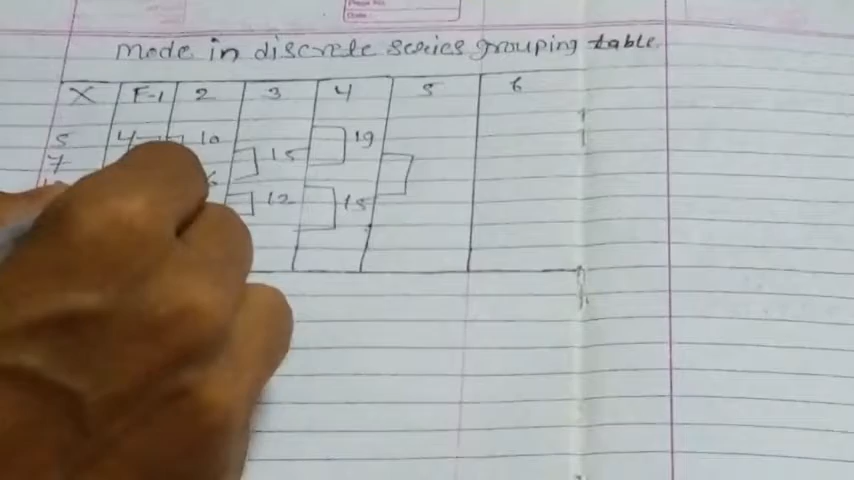 Mode in discrete series grouping table.
X F-1 2 3 4 5 6
5 4 10 19
7 15
6 12 15